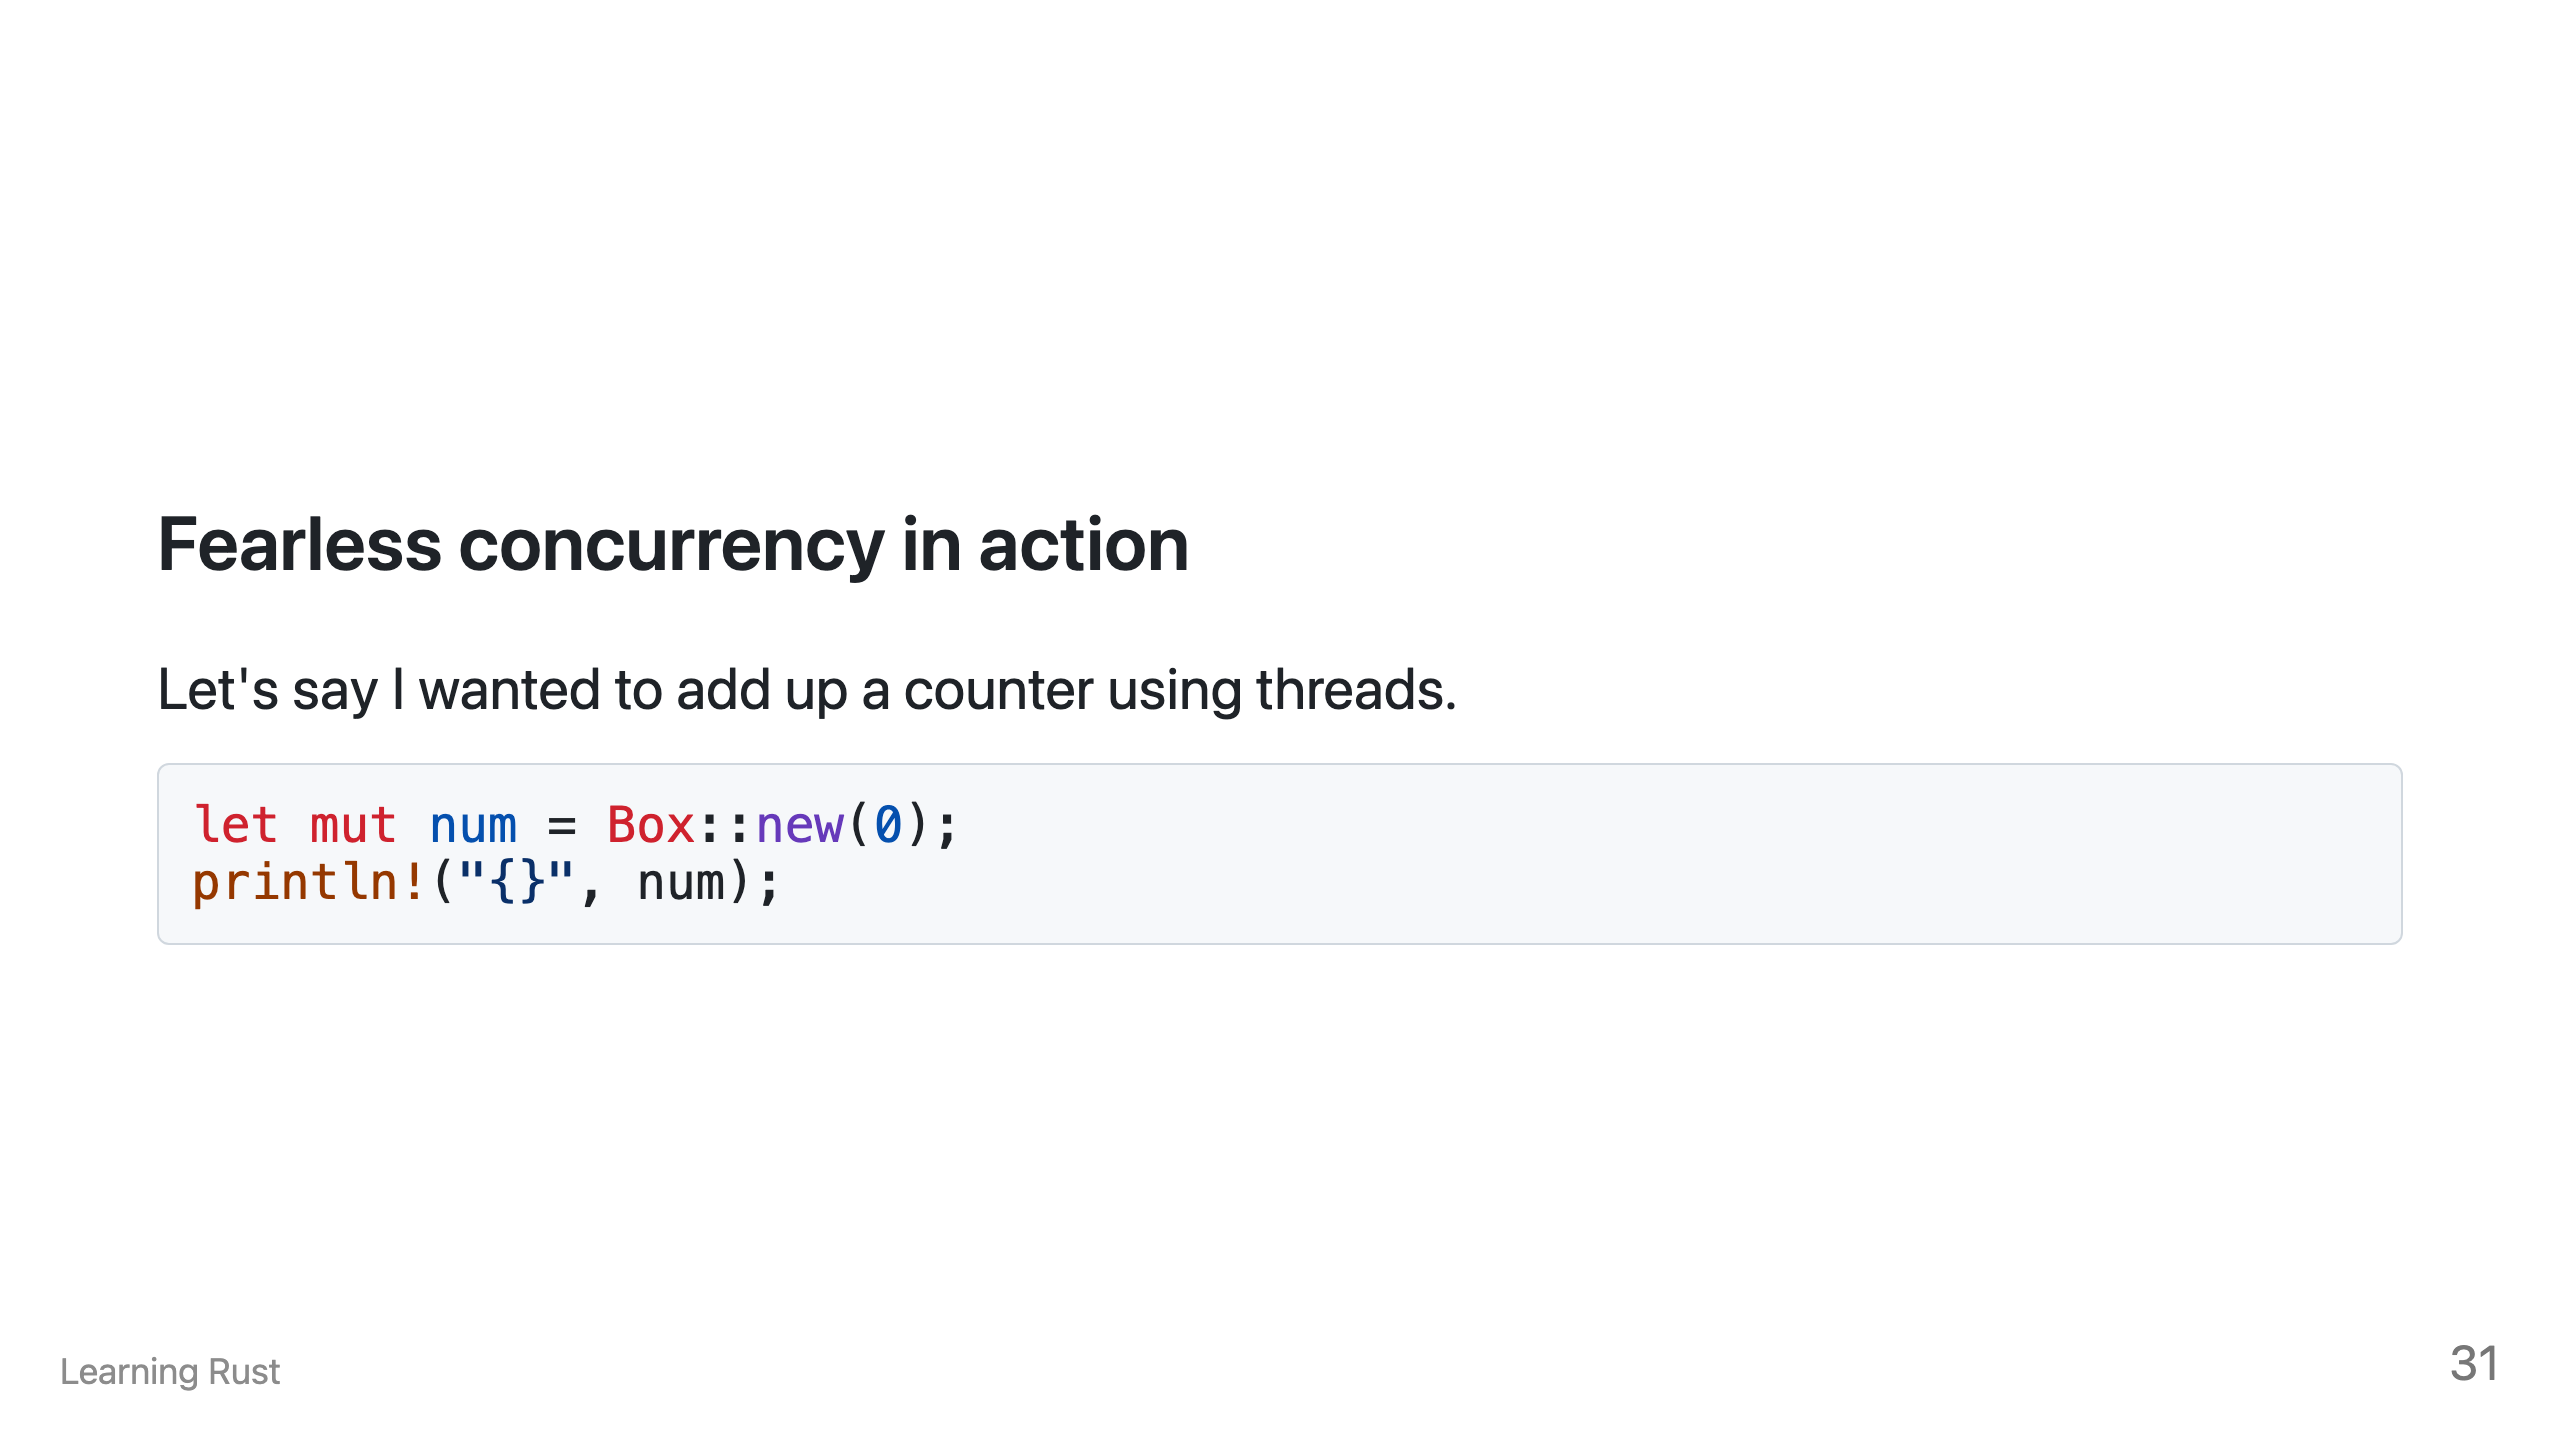 Fearless concurrency in action
Let's say I wanted to add up a counter using threads.
let mut num = Box::new(0);
println!("{}", num);
Learning Rust
31